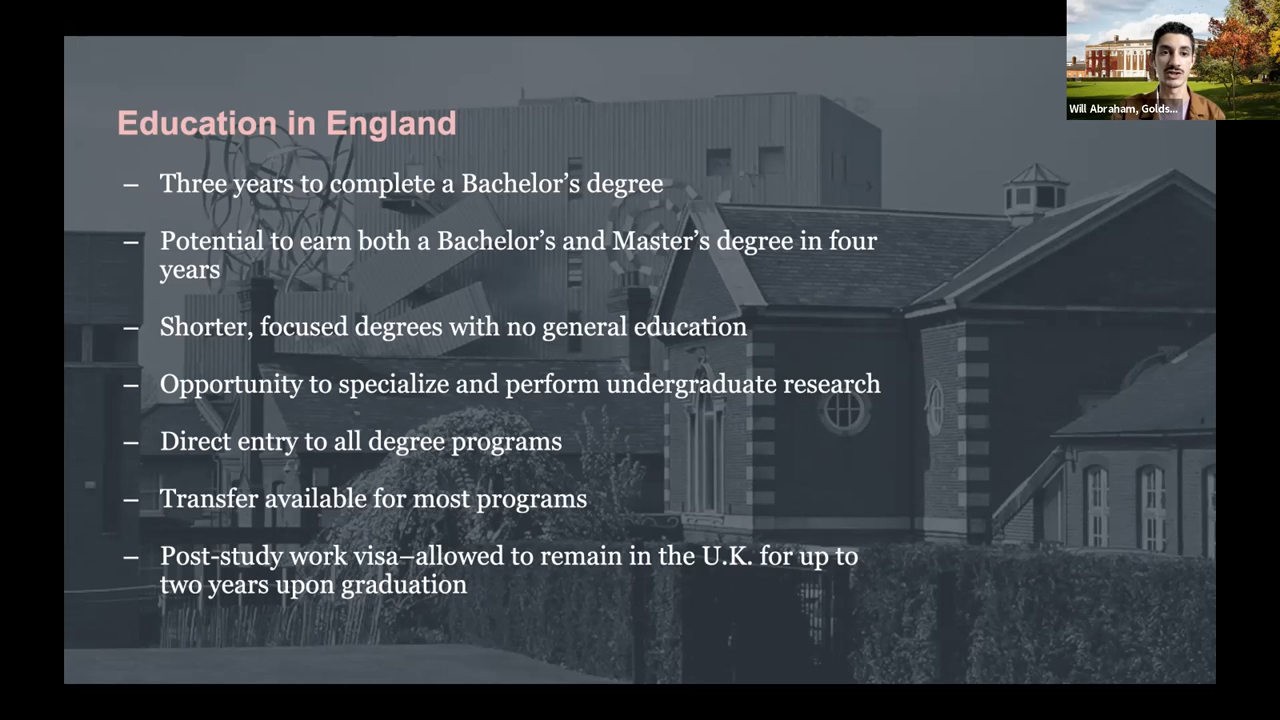 Will Abraham, Golds...
Education in England
– Three years to complete a Bachelor’s degree
– Potential to earn both a Bachelor’s and Master’s degree in four
years
– Shorter, focused degrees with no general education
– Opportunity to specialize and perform undergraduate research
– Direct entry to all degree programs
– Transfer available for most programs
– Post-study work visa–allowed to remain in the U.K. for up to
two years upon graduation